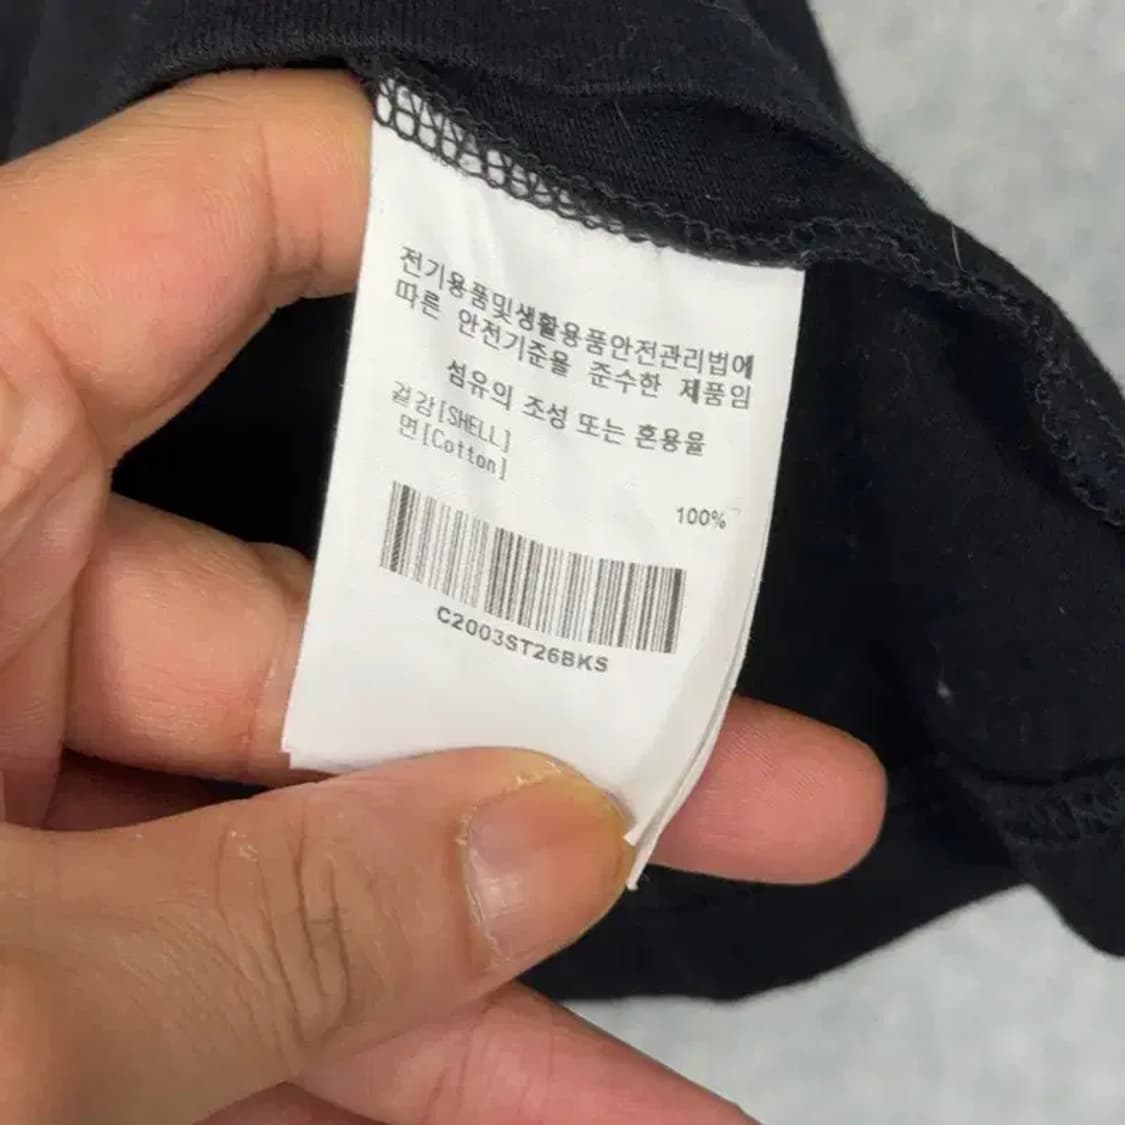 전기용품및생활용품안전관리법에
따른 안전기준을 준수한 제품임
섬유의 조성 또는 혼용율
겉감[SHELL]
면[Cotton]
100%
C2003ST26BKS